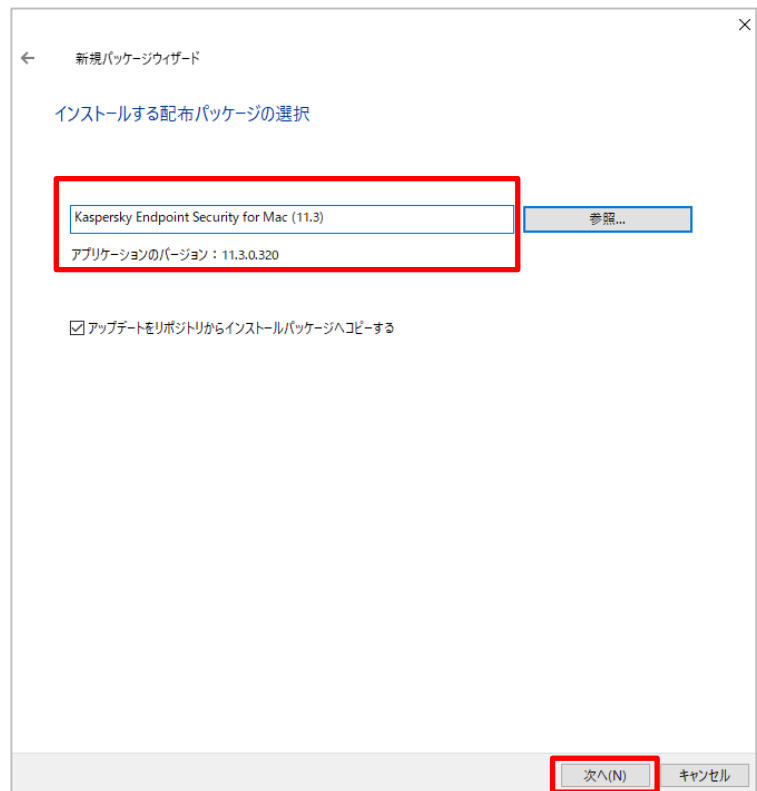 新規パッケージウィザード
インストールする配布パッケージの選択
Kaspersky Endpoint Security for Mac (11.3)
参照...
アプリケーションのバージョン：11.3.0.320
アップデートをリポジトリからインストールパッケージへコピーする
次へ(N)
キャンセル